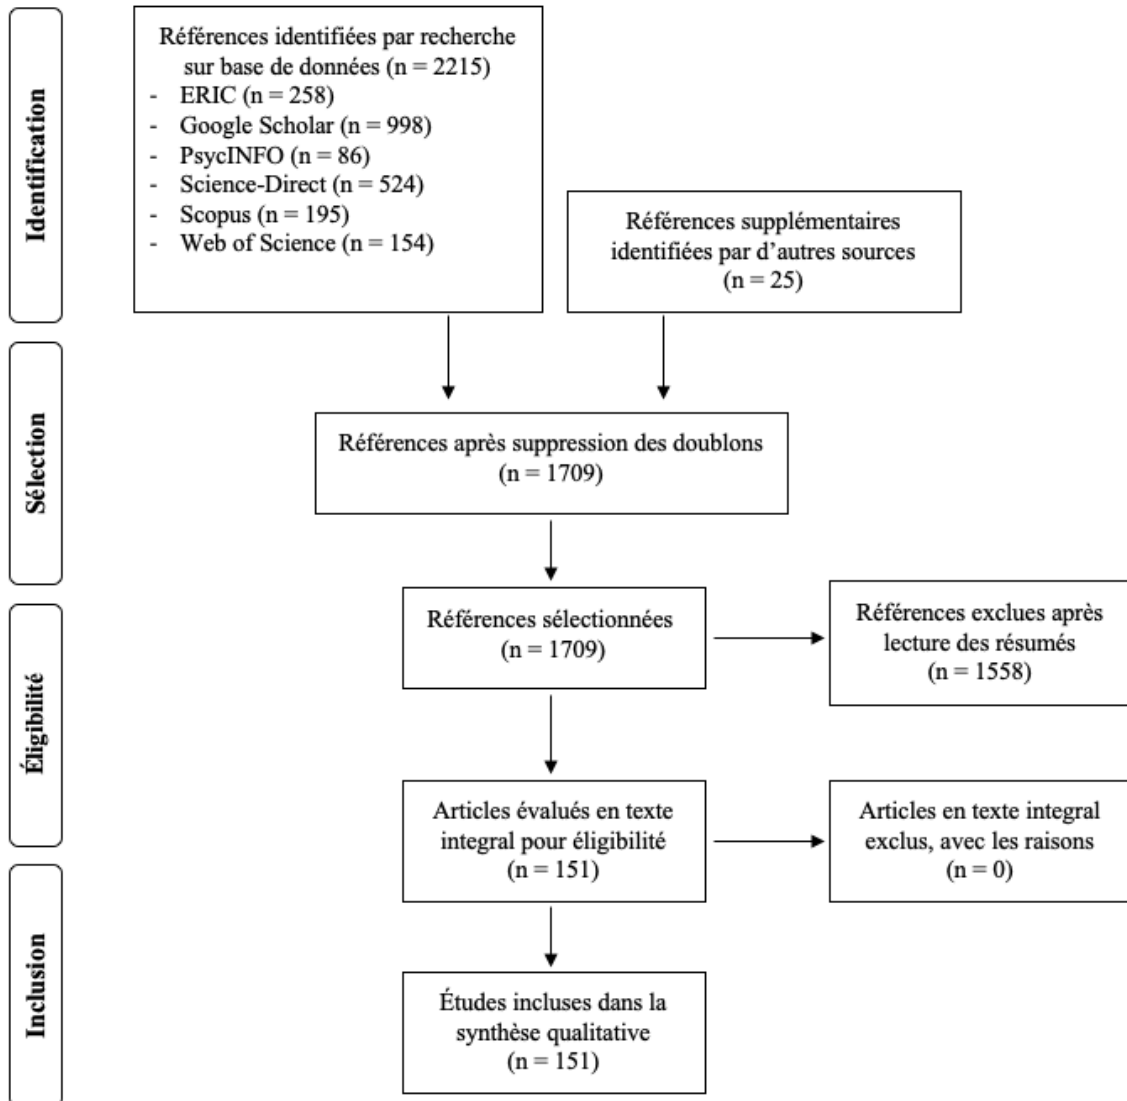 Identification
Références identifiées par recherche
sur base de données (n = 2215)
- ERIC (n = 258)
- Google Scholar (n = 998)
- PsycINFO (n = 86)
- Science-Direct (n = 524)
- Scopus (n = 195)
- Web of Science (n = 154)
Références supplémentaires
identifiées par d’autres sources
(n = 25)
Sélection
Références après suppression des doublons
(n = 1709)
Éligibilité
Références sélectionnées
(n = 1709)
Références exclues après
lecture des résumés
(n = 1558)
Articles évalués en texte
integral pour éligibilité
(n = 151)
Articles en texte integral
exclus, avec les raisons
(n = 0)
Inclusion
Études incluses dans la
synthèse qualitative
(n = 151)